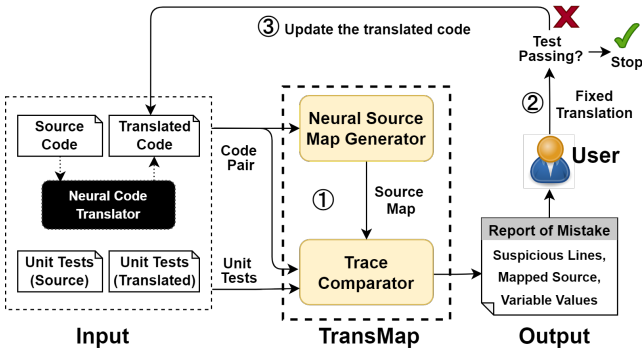 ③ Update the translated code
Test
Passing?
Stop
② Fixed
Translation
Source
Code
Translated
Code
Neural Code
Translator
Unit Tests
(Source)
Unit Tests
(Translated)
Code
Pair
Unit
Tests
Neural Source
Map Generator
①
Source
Map
Trace
Comparator
User
Report of Mistake
Suspicious Lines,
Mapped Source,
Variable Values
Input
TransMap
Output